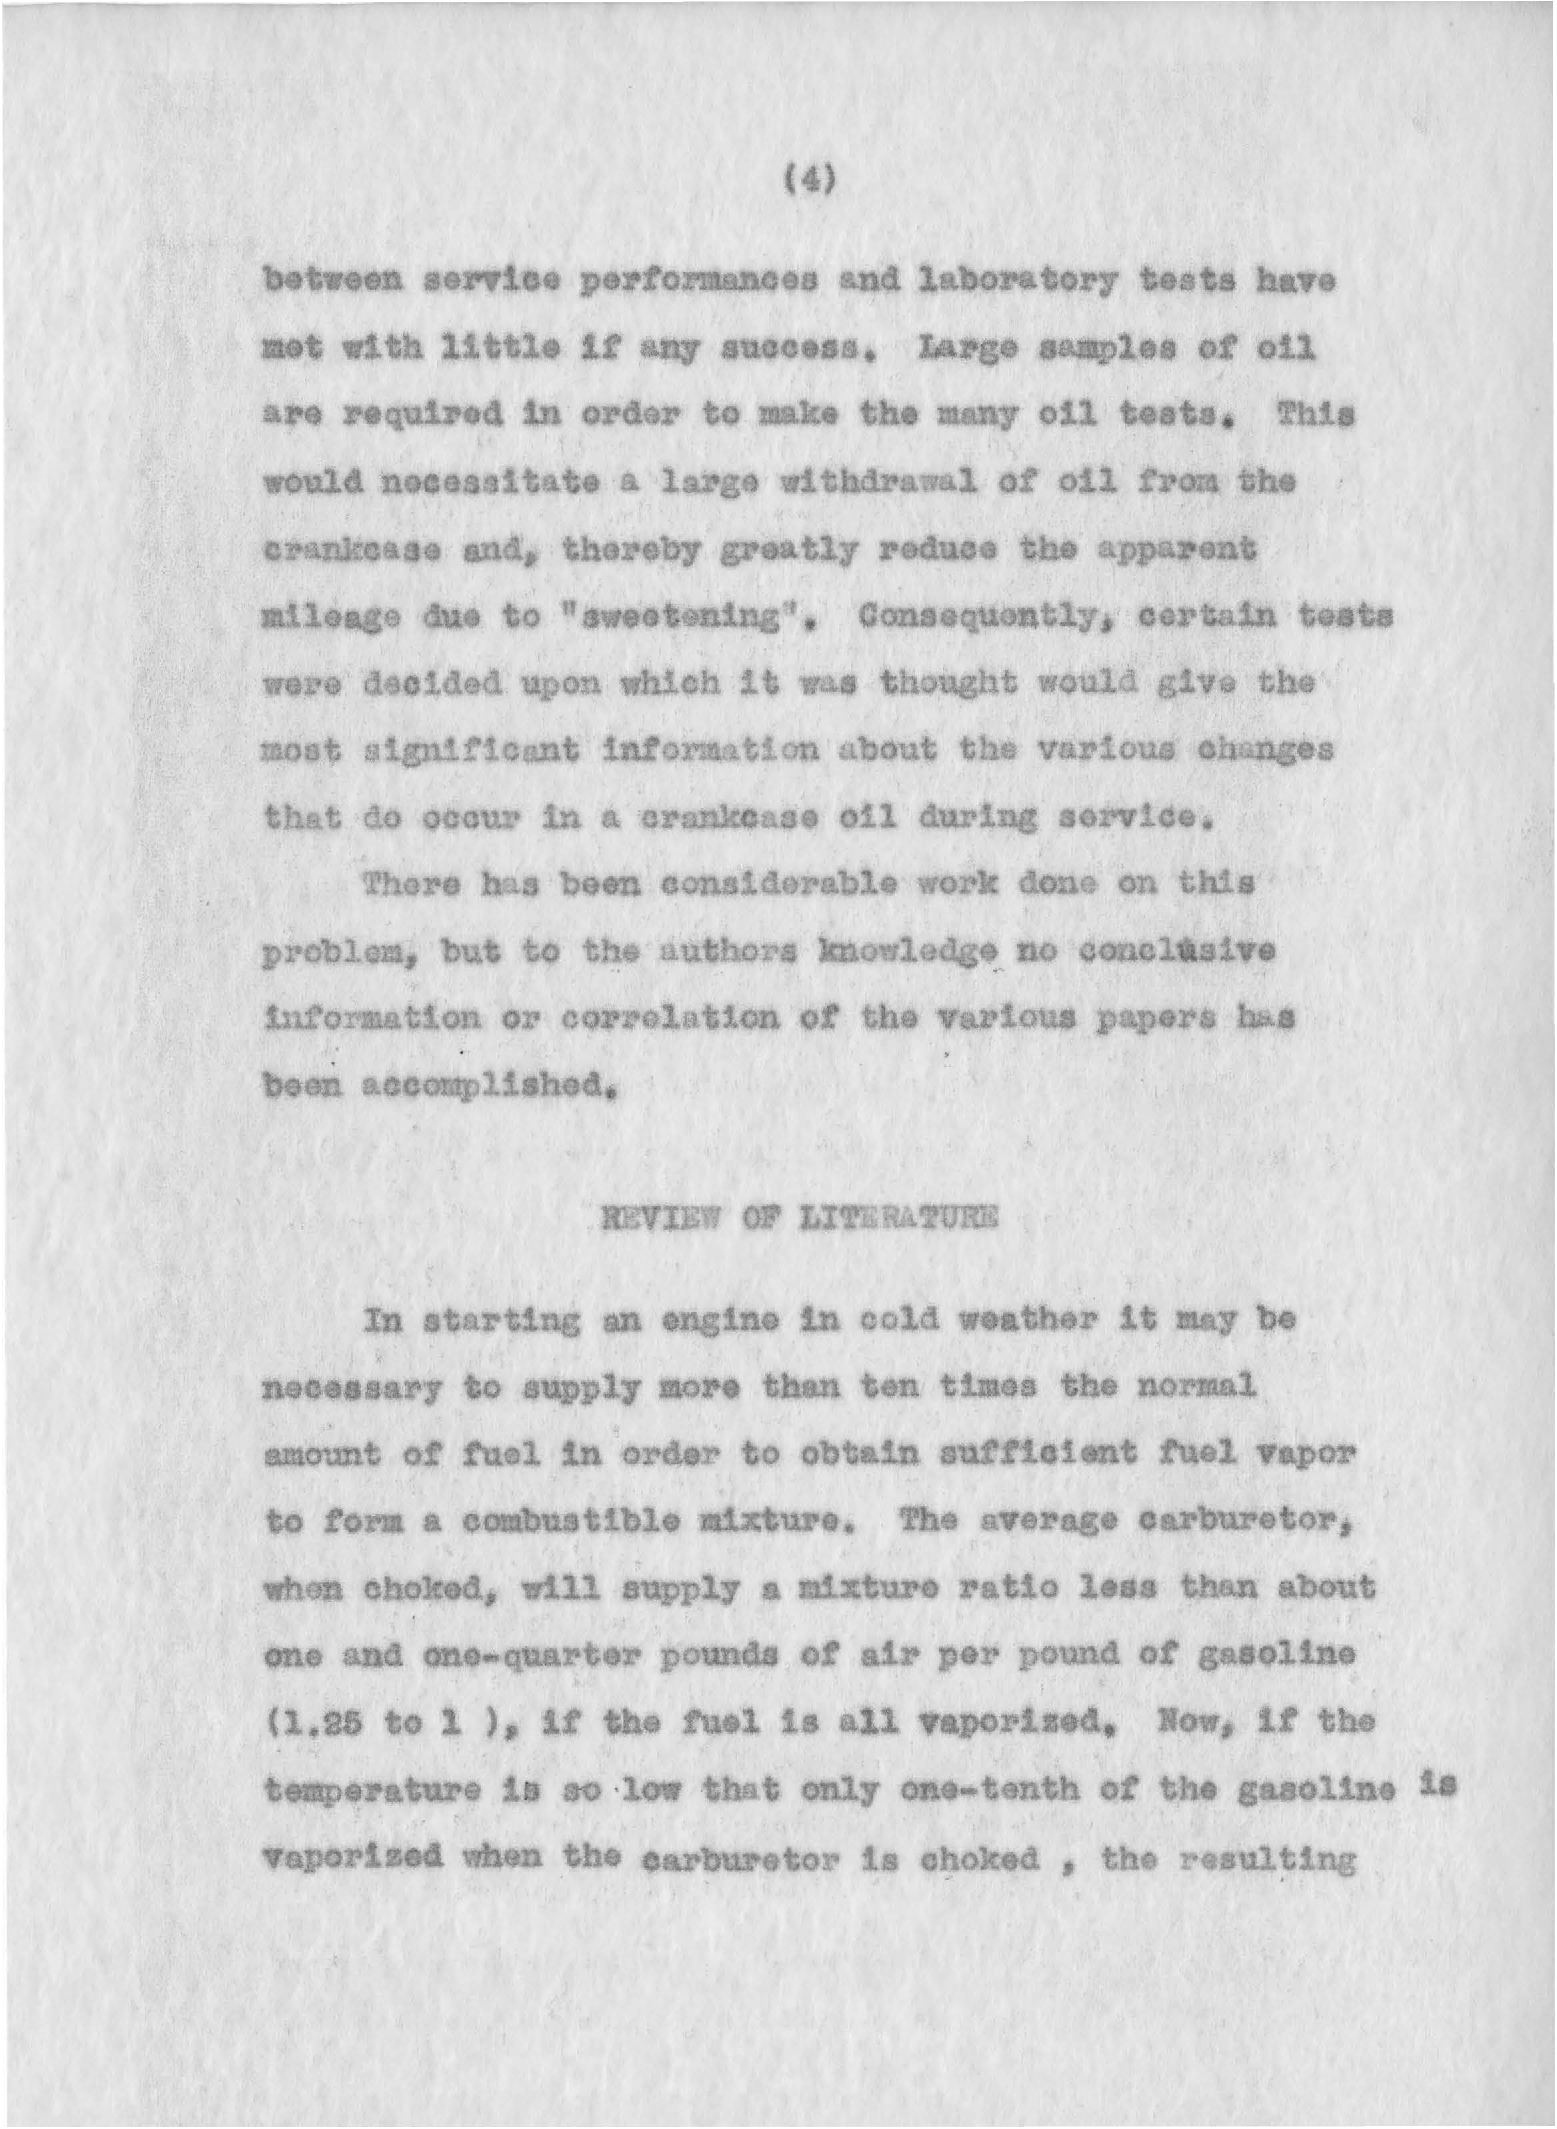 (4)
between service performances and laboratory tests have
met with little if any success. Large samples of oil
are required in order to make the many oil tests. This
would necessitate a large withdrawal of oil from the
crankcase and, thereby greatly reduce the apparent
mileage due to "sweetening". Consequently, certain tests
were decided upon which it was thought would give the
most significant information about the various changes
that do occur in a crankcase oil during service.
There has been considerable work done on this
problem, but to the authors knowledge no conclusive
information or correlation of the various papers has
been accomplished.
REVIEW OF LITERATURE
In starting an engine in cold weather it may be
necessary to supply more than ten times the normal
amount of fuel in order to obtain sufficient fuel vapor
to form a combustible mixture. The average carburetor,
when choked, will supply a mixture ratio less than about
one and one-quarter pounds of air per pound of gasoline
(1.25 to 1 ), if the fuel is all vaporized. Now, if the
temperature is so low that only one-tenth of the gasoline is
vaporized when the carburetor is choked , the resulting